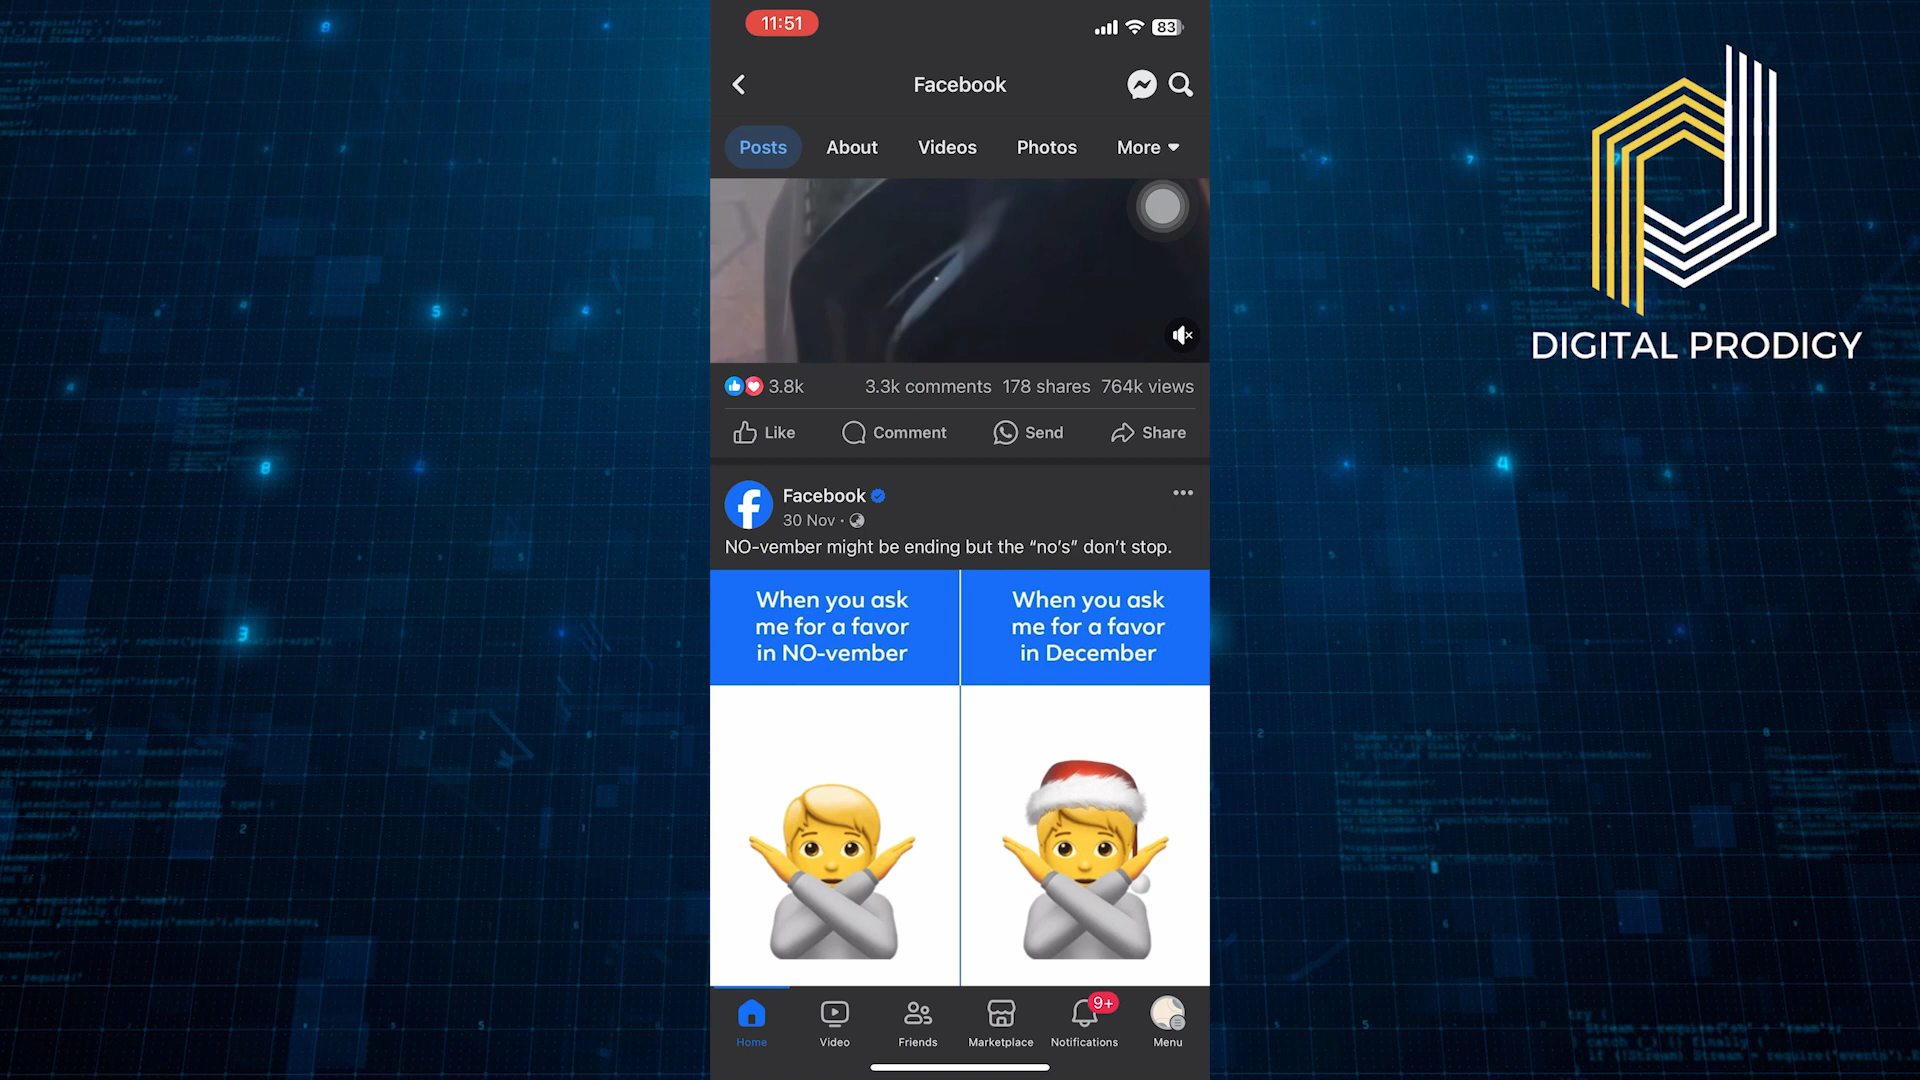 11:51
83
Facebook
Posts About Videos Photos More
DIGITAL PRODIGY
3.8k 3.3k comments 178 shares 764k views
Like Comment Send Share
Facebook
30 Nov ·
NO-vember might be ending but the “no’s” don’t stop.
When you ask
me for a favor
in NO-vember
When you ask
me for a favor
in December
9+
Home Video Friends Marketplace Notifications Menu